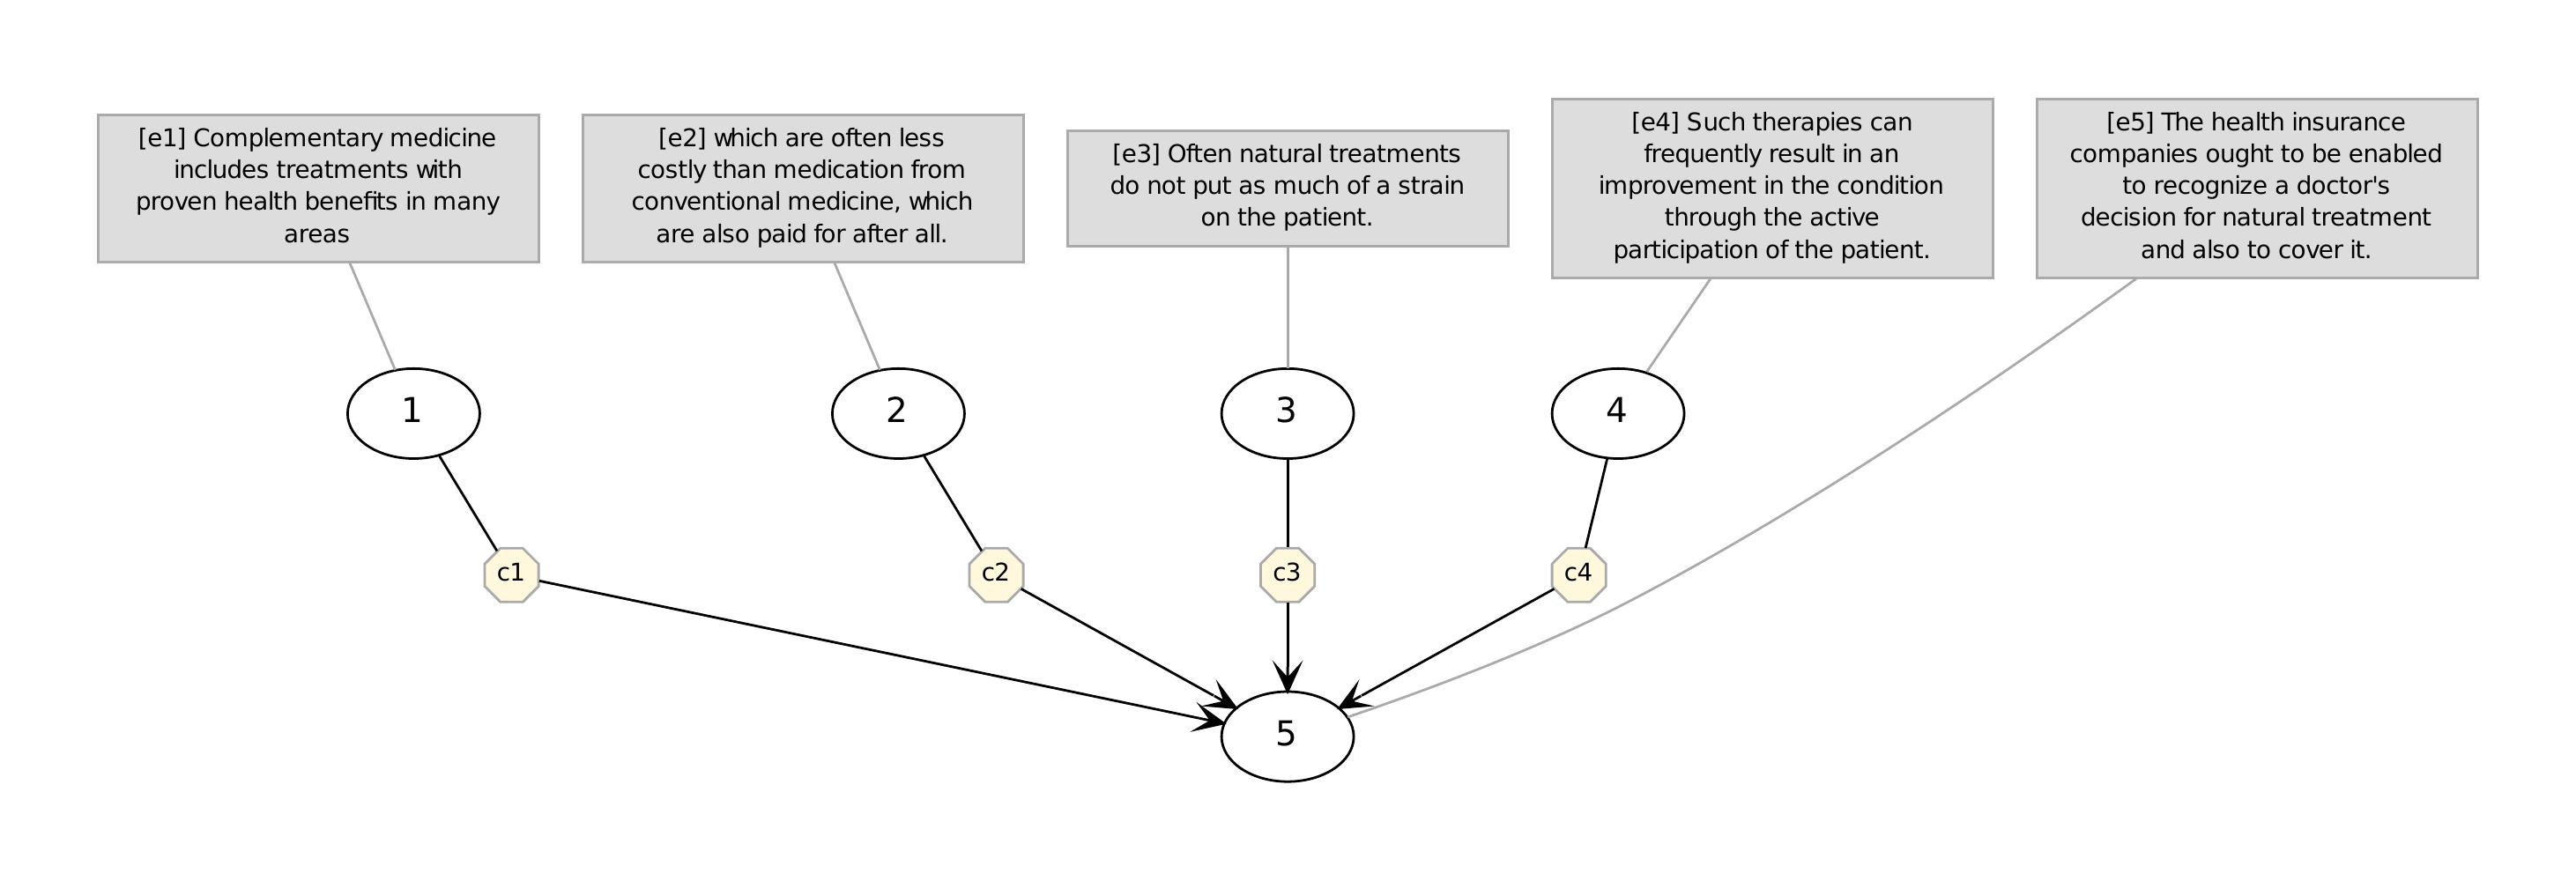 [e1] Complementary medicine
includes treatments with
proven health benefits in many
areas
[e2] which are often less
costly than medication from
conventional medicine, which
are also paid for after all.
[e3] Often natural treatments
do not put as much of a strain
on the patient.
[e4] Such therapies can
frequently result in an
improvement in the condition
through the active
participation of the patient.
[e5] The health insurance
companies ought to be enabled
to recognize a doctor's
decision for natural treatment
and also to cover it.
1
2
3
4
c1
c2
c3
c4
5